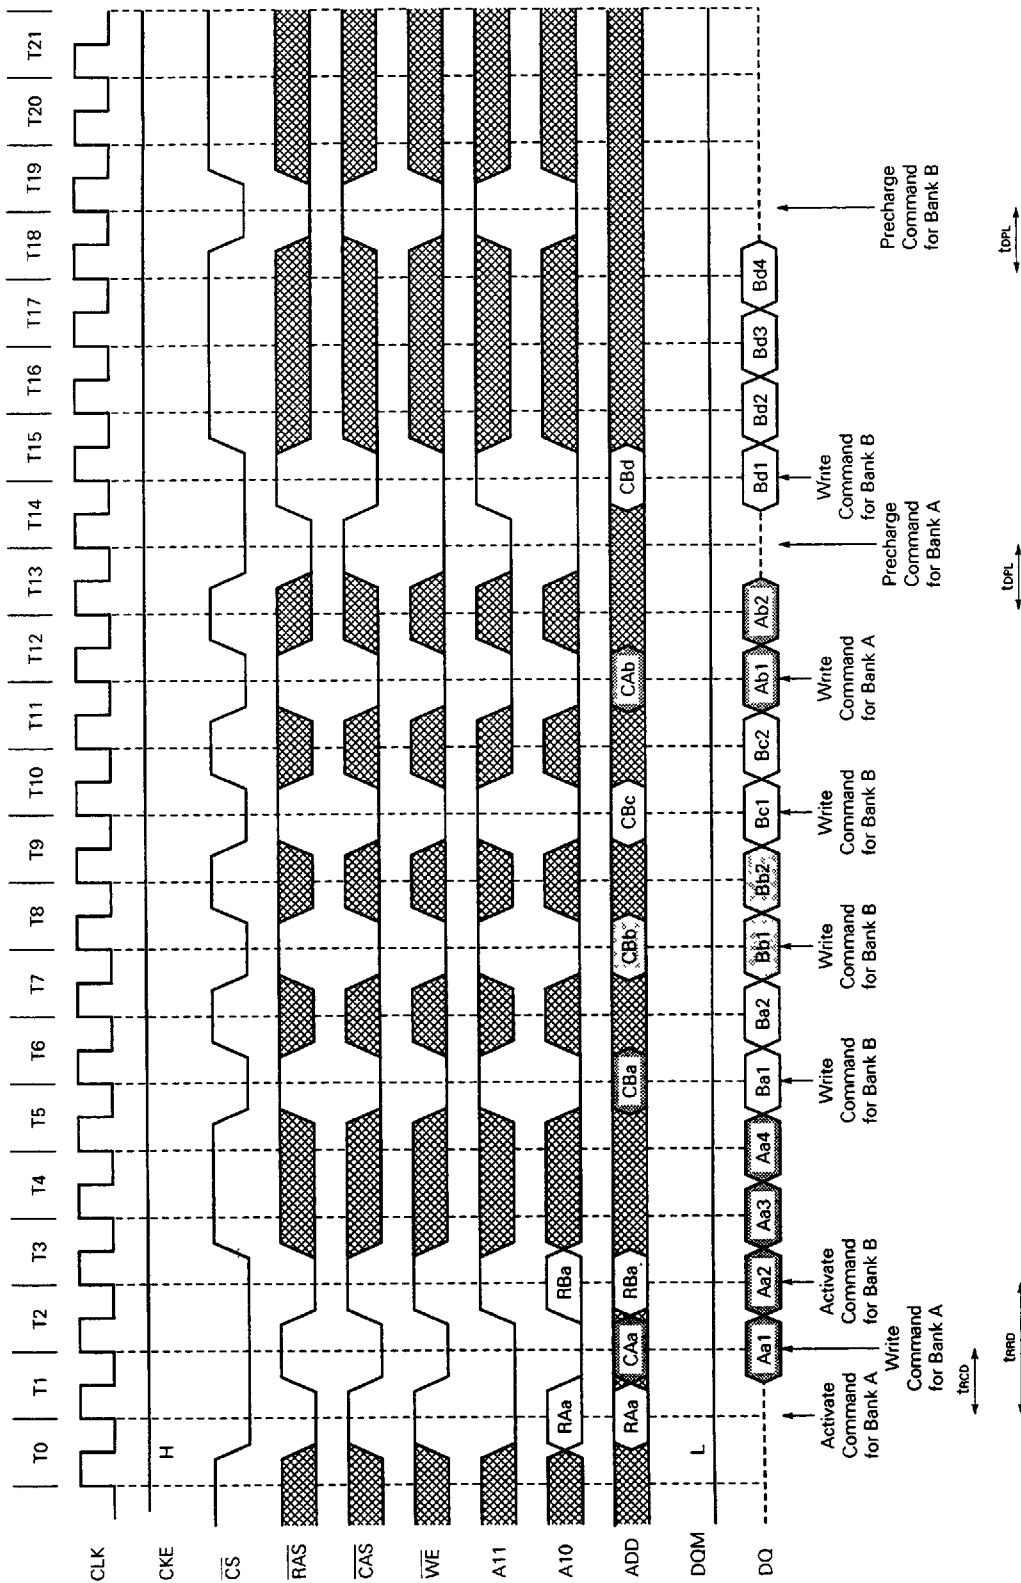 T0 T1 T2 T3 T4 T5 T6 T7 T8 T9 T10 T11 T12 T13 T14 T15 T16 T17 T18 T19 T20 T21
CLK
CKE H
CS
RAS
CAS
WE
A11
A10 RAa RBa
ADD RAa CAa RBa CBa CBb CBc CAb CBd
DQM L
DQ Aa1 Aa2 Aa3 Aa4 Ba1 Ba2 Bb1 Bb2 Bc1 Bc2 Ab1 Ab2 Bd1 Bd2 Bd3 Bd4
Activate
Command
for Bank A
Write
Command
for Bank A
Activate
Command
for Bank B
Write
Command
for Bank B
Write
Command
for Bank B
Write
Command
for Bank B
Write
Command
for Bank A
Precharge
Command
for Bank A
Write
Command
for Bank B
Precharge
Command
for Bank B
tRCD
tRRD
tDPL
tDPL